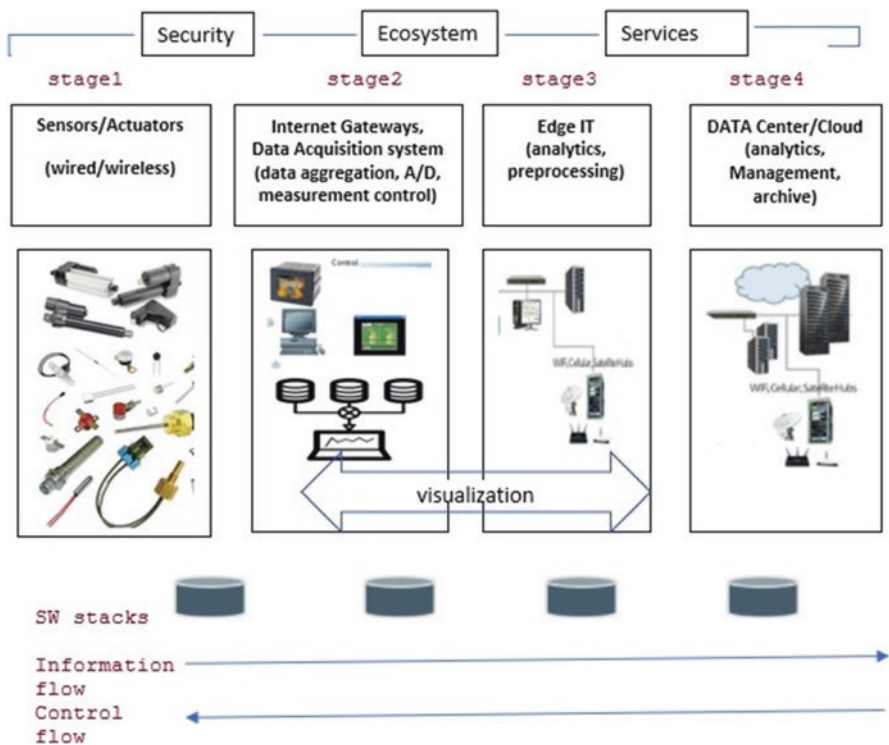 Security Ecosystem Services
stage1 stage2 stage3 stage4
Sensors/Actuators
(wired/wireless)
Internet Gateways,
Data Acquisition system
(data aggregation, A/D,
measurement control)
Edge IT
(analytics,
preprocessing)
DATA Center/Cloud
(analytics,
Management,
archive)
Control
WIFI, Cellular, Satellite Hubs
WIFI, Cellular, Satellite Hubs
visualization
SW stacks
Information
flow
Control
flow